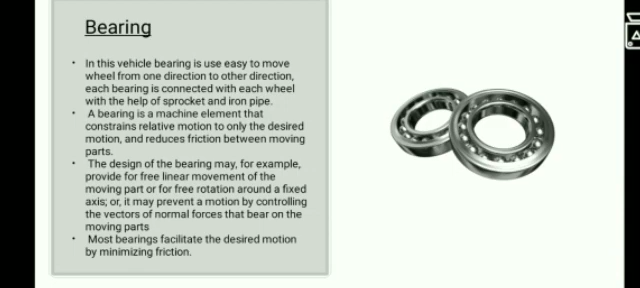 Bearing
• In this vehicle bearing is use easy to move
wheel from one direction to other direction,
each bearing is connected with each wheel
with the help of sprocket and iron pipe.
• A bearing is a machine element that
constrains relative motion to only the desired
motion, and reduces friction between moving
parts.
• The design of the bearing may, for example,
provide for free linear movement of the
moving part or for free rotation around a fixed
axis; or, it may prevent a motion by controlling
the vectors of normal forces that bear on the
moving parts
• Most bearings facilitate the desired motion
by minimizing friction.